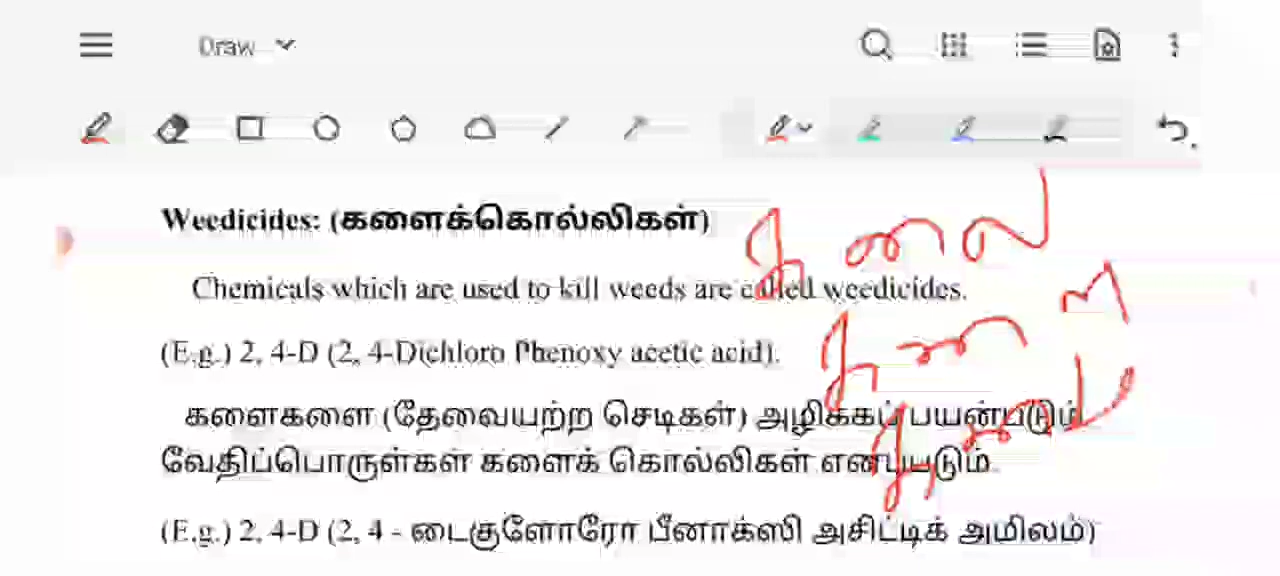 Draw
Weedicides: (களைக்கொல்லிகள்)
Chemicals which are used to kill weeds are called weedicides.
(E.g.) 2, 4-D (2, 4-Dichloro Phenoxy acetic acid).
களைகளை (தேவையற்ற செடிகள்) அழிக்கப் பயன்படும்
வேதிப்பொருள்கள் களைக் கொல்லிகள் எனப்படும்.
(E.g.) 2, 4-D (2, 4 - டைகுளோரோ பீனாக்ஸி அசிட்டிக் அமிலம்)